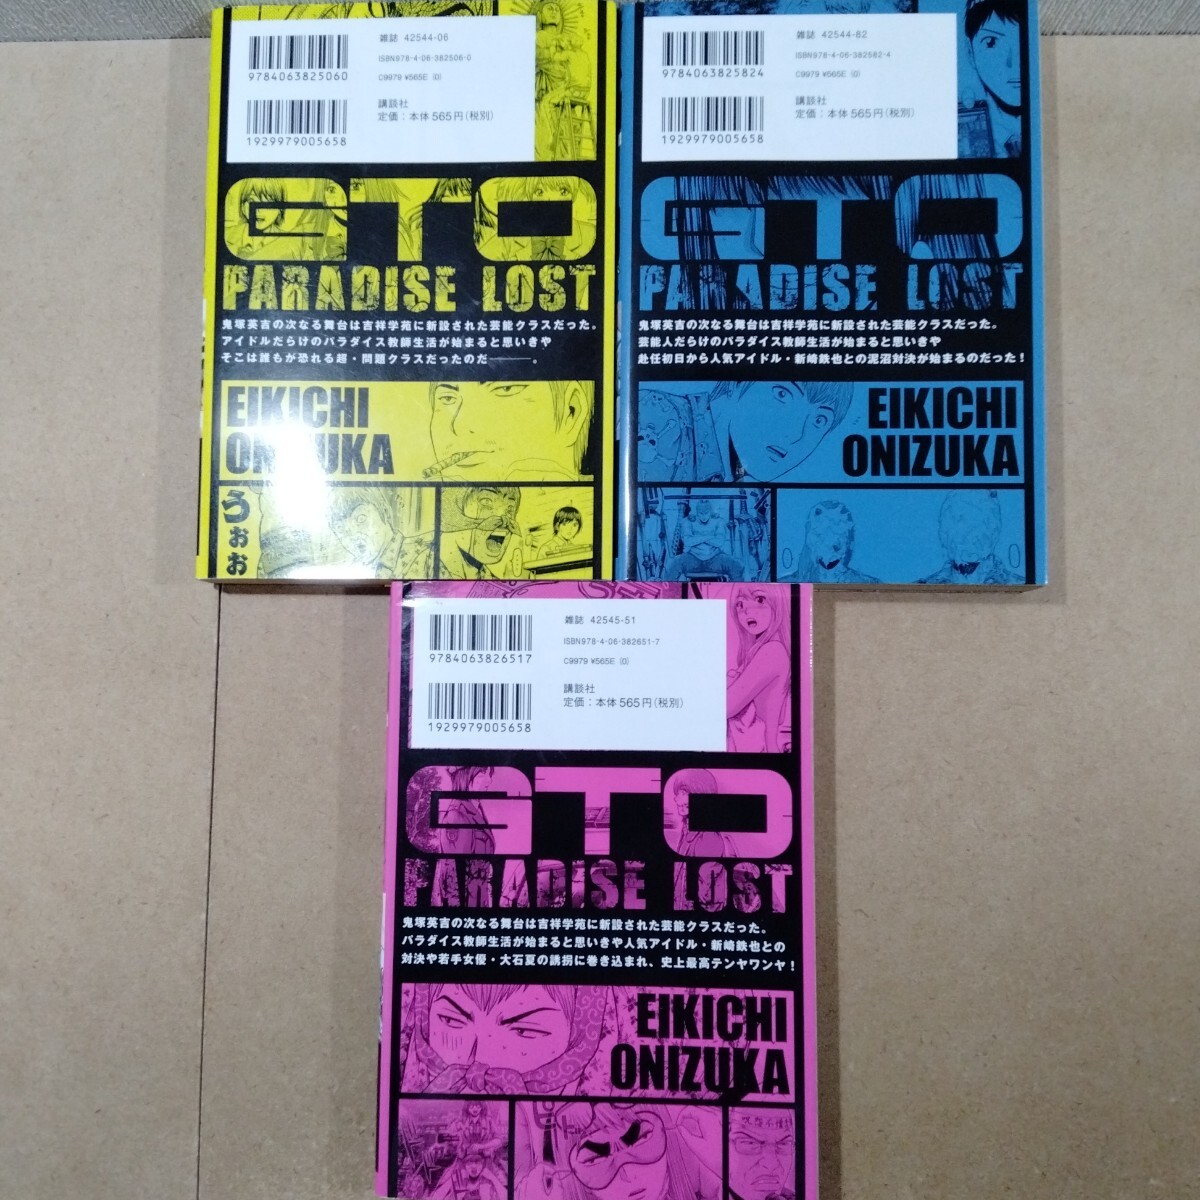 雑誌 42544-06
ISBN978-4-06-382506-0
9784063825060
C9979 ¥565E (0)
講談社
定価：本体565円(税別)
1929979005658
GTO
PARADISE LOST
鬼塚英吉の次なる舞台は吉祥学苑に新設された芸能クラスだった。
アイドルだらけのパラダイス教師生活が始まると思いきや
そこは誰もが恐れる超・問題クラスだったのだ───。
EIKICHI
ONIZUKA
うぉぉ
雑誌 42544-82
ISBN978-4-06-382582-4
9784063825824
C9979 ¥565E (0)
講談社
定価：本体565円(税別)
1929979005658
GTO
PARADISE LOST
鬼塚英吉の次なる舞台は吉祥学苑に新設された芸能クラスだった。
芸能人だらけのパラダイス教師生活が始まると思いきや
赴任初日から人気アイドル・新崎鉄也との泥沼対決が始まるのだった！
EIKICHI
ONIZUKA
雑誌 42545-51
ISBN978-4-06-382651-7
9784063826517
C9979 ¥565E (0)
講談社
定価：本体565円(税別)
1929979005658
GTO
PARADISE LOST
鬼塚英吉の次なる舞台は吉祥学苑に新設された芸能クラスだった。
パラダイス教師生活が始まると思いきや人気アイドル・新崎鉄也との
対決や若手女優・大石夏の誘拐に巻き込まれ、史上最高テンヤワンヤ！
EIKICHI
ONIZUKA